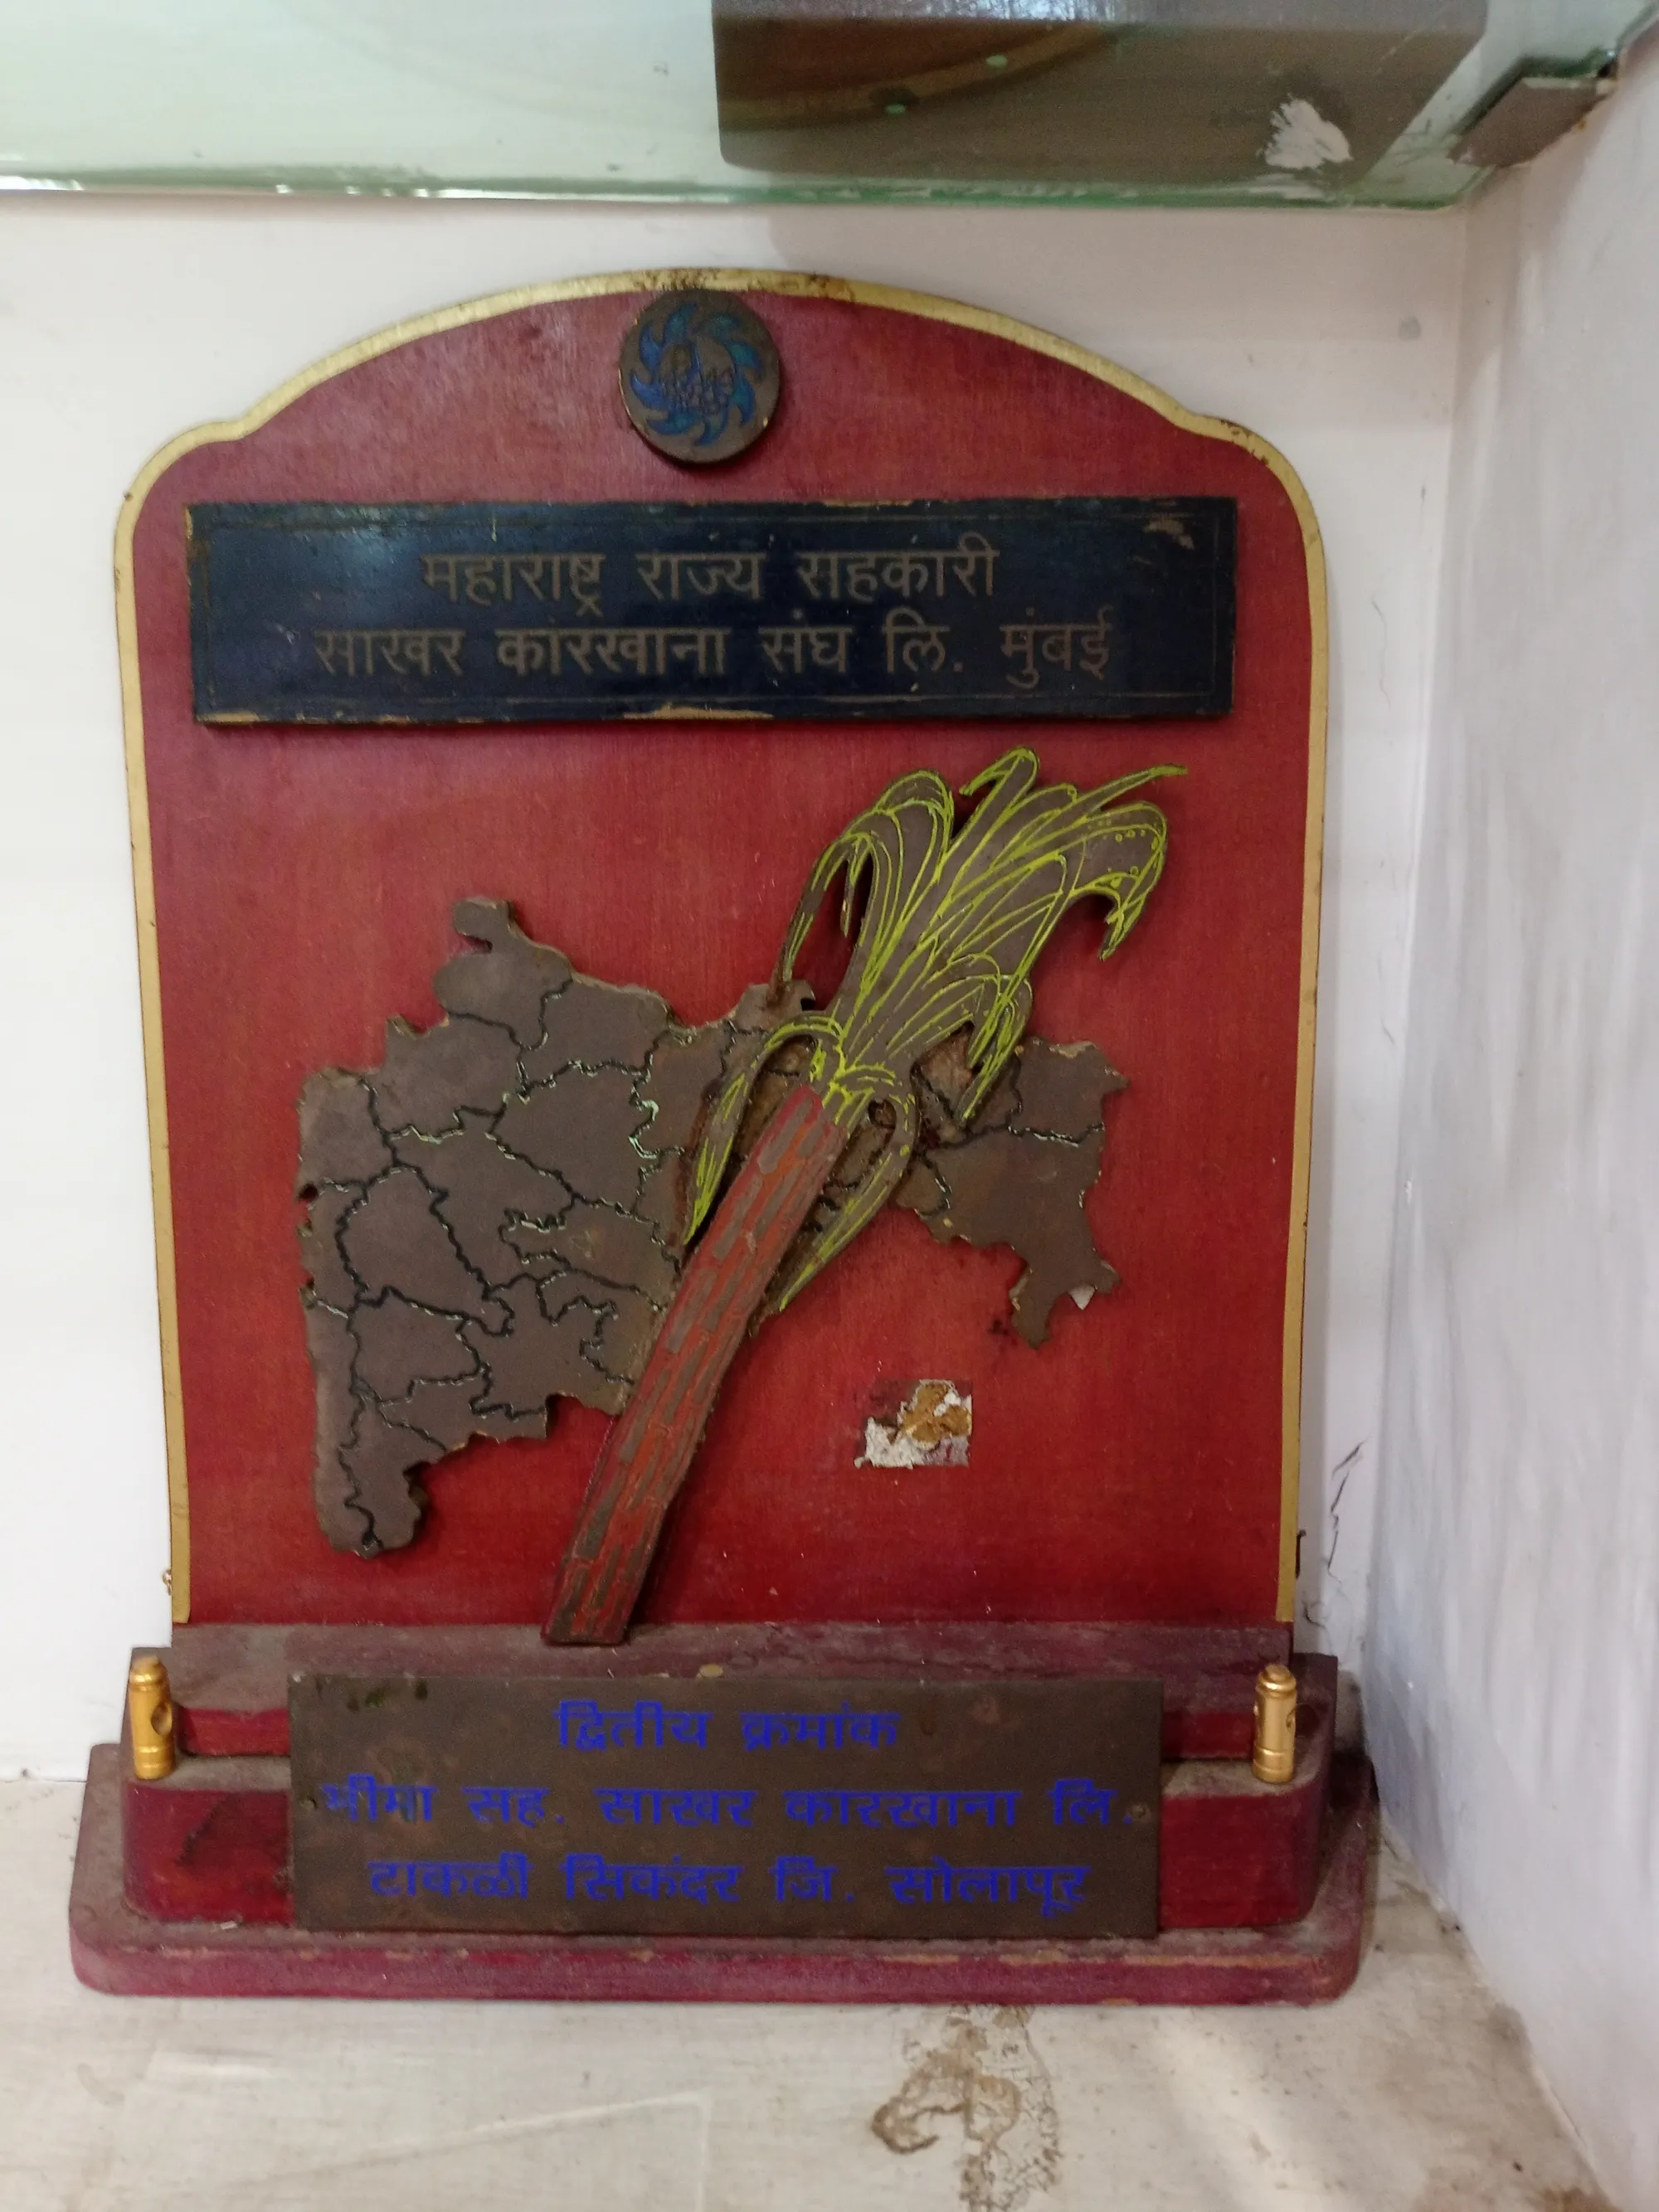 महाराष्ट्र राज्य सहकारी
साखर कारखाना संघ लि. मुंबई
द्वितीय क्रमांक
भीमा सह. साखर कारखाना लि.
टाकळी सिकंदर जि. सोलापूर